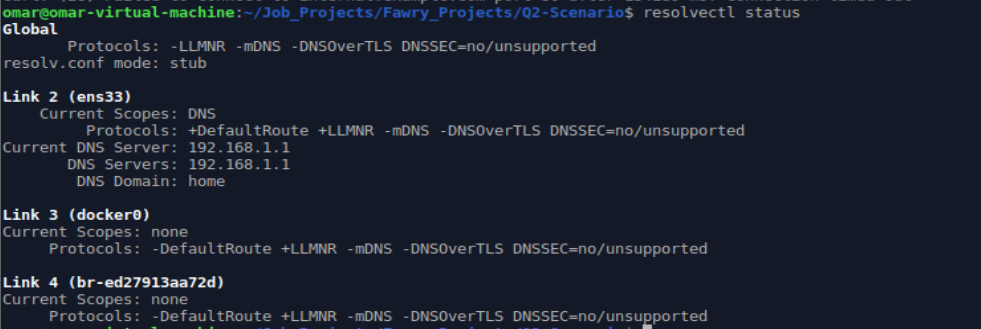 omar@omar-virtual-machine:~/Job_Projects/Fawry_Projects/Q2-Scenario$ resolvectl status
Global
Protocols: -LLMNR -mDNS -DNSOverTLS DNSSEC=no/unsupported
resolv.conf mode: stub
Link 2 (ens33)
Current Scopes: DNS
Protocols: +DefaultRoute +LLMNR -mDNS -DNSOverTLS DNSSEC=no/unsupported
Current DNS Server: 192.168.1.1
DNS Servers: 192.168.1.1
DNS Domain: home
Link 3 (docker0)
Current Scopes: none
Protocols: -DefaultRoute +LLMNR -mDNS -DNSOverTLS DNSSEC=no/unsupported
Link 4 (br-ed27913aa72d)
Current Scopes: none
Protocols: -DefaultRoute +LLMNR -mDNS -DNSOverTLS DNSSEC=no/unsupported